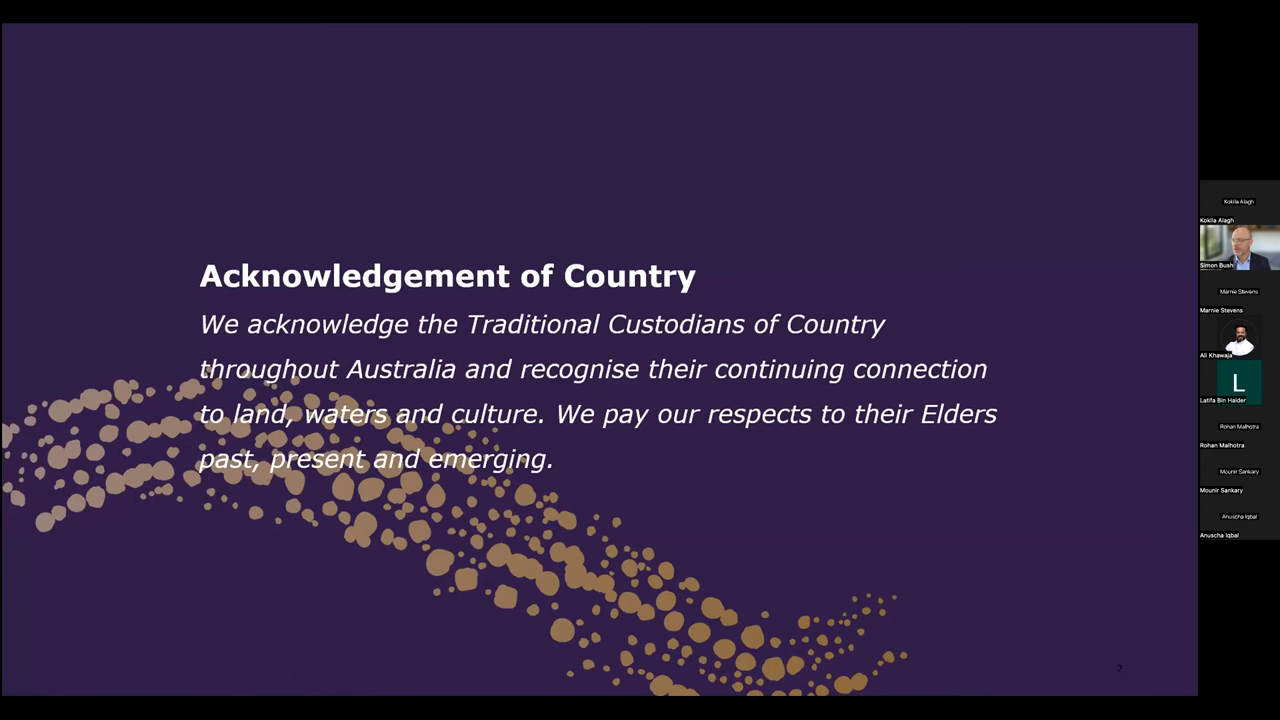 Acknowledgement of Country
We acknowledge the Traditional Custodians of Country
throughout Australia and recognise their continuing connection
to land, waters and culture. We pay our respects to their Elders
past, present and emerging.
2
Kokila Alagh
Kokila Alagh
Simon Bush
Marnie Stevens
Marnie Stevens
Ali Khawaja
L
Latifa Bin Haider
Rohan Malhotra
Rohan Malhotra
Mounir Sankary
Mounir Sankary
Anuscha Iqbal
Anuscha Iqbal